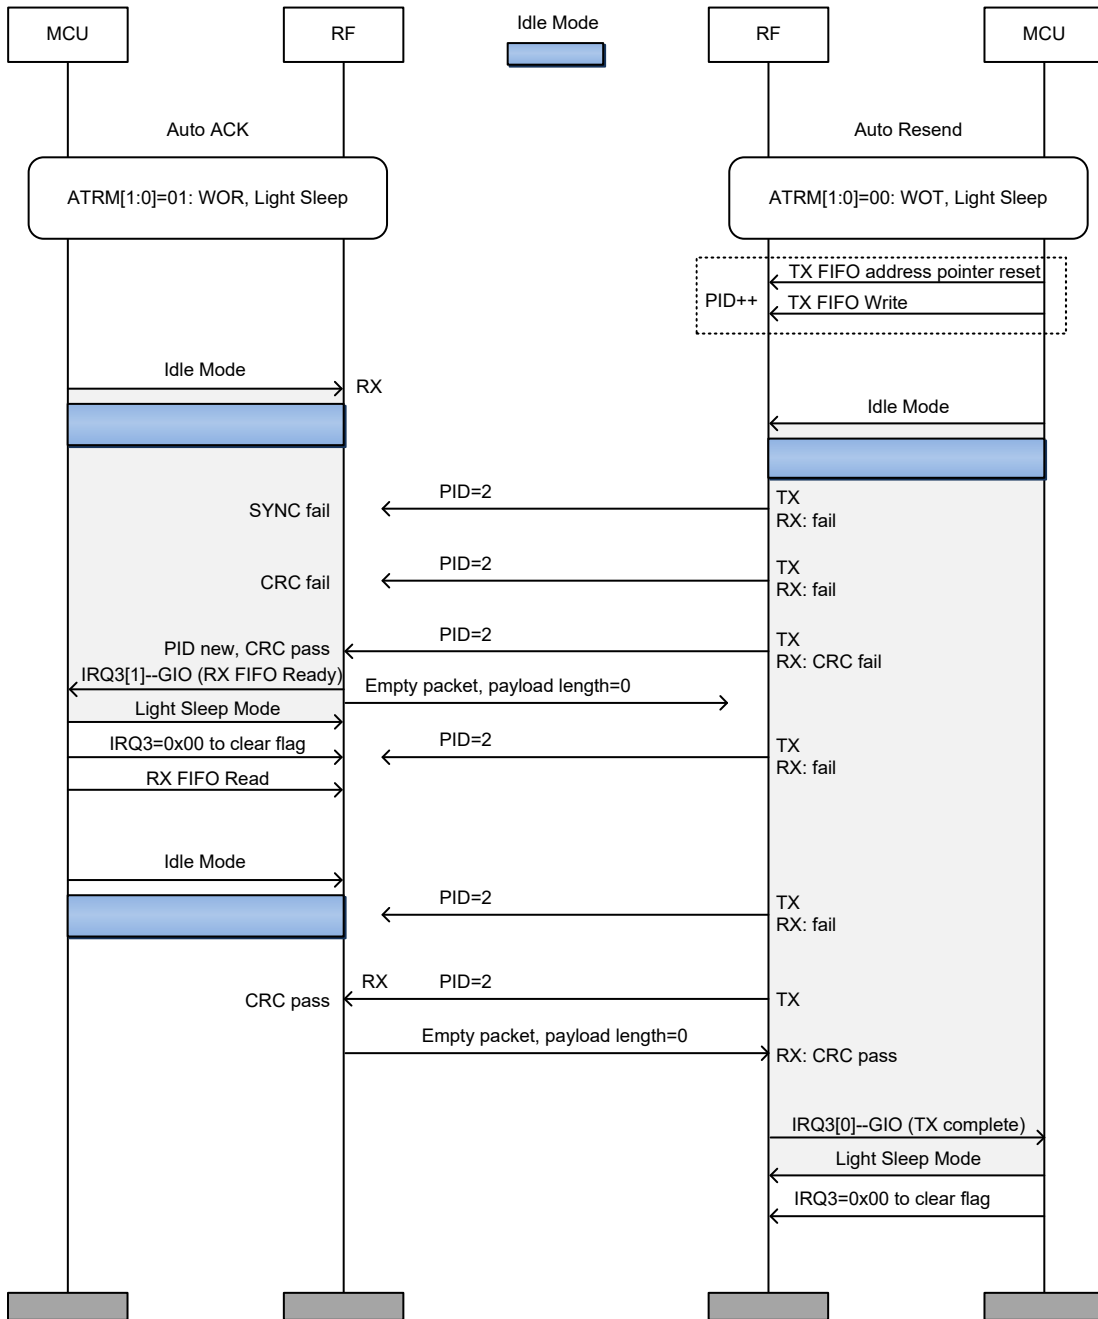 MCU
RF
Idle Mode
RF
MCU
Auto ACK
Auto Resend
ATRM[1:0]=01: WOR, Light Sleep
ATRM[1:0]=00: WOT, Light Sleep
TX FIFO address pointer reset
PID++
TX FIFO Write
Idle Mode
RX
Idle Mode
PID=2
TX
SYNC fail
RX: fail
PID=2
TX
CRC fail
RX: fail
PID=2
TX
PID new, CRC pass
RX: CRC fail
IRQ3[1]--GIO (RX FIFO Ready)
Empty packet, payload length=0
Light Sleep Mode
PID=2
IRQ3=0x00 to clear flag
TX
RX: fail
RX FIFO Read
Idle Mode
PID=2
TX
RX: fail
RX
PID=2
CRC pass
TX
Empty packet, payload length=0
RX: CRC pass
IRQ3[0]--GIO (TX complete)
Light Sleep Mode
IRQ3=0x00 to clear flag